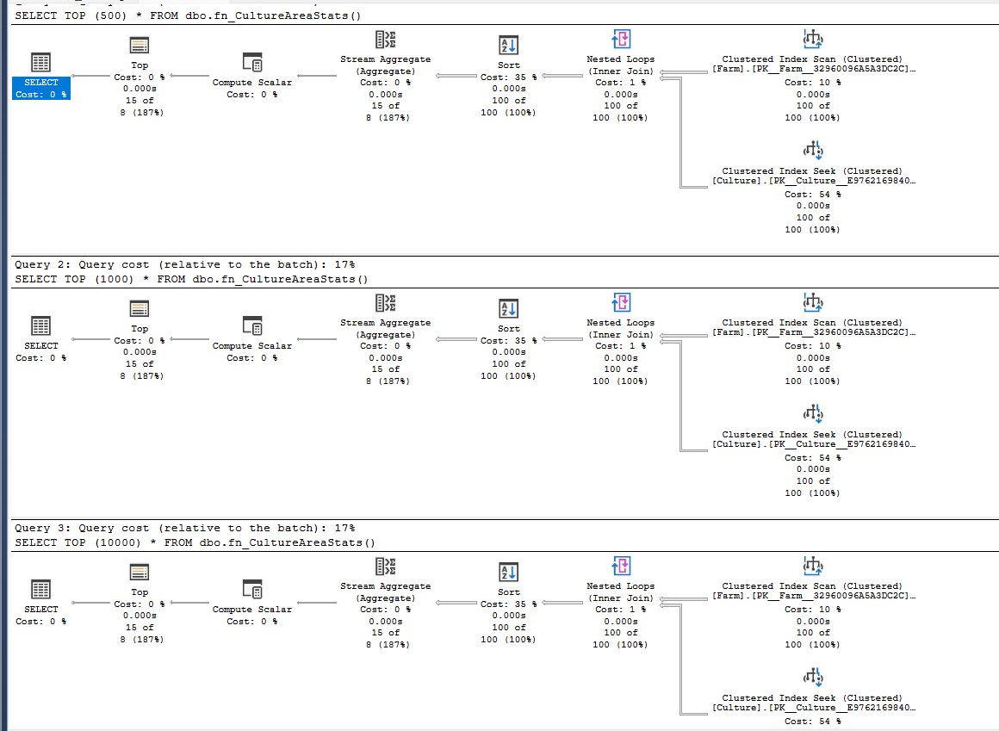 SELECT TOP (500) * FROM dbo.fn_CultureAreaStats()
SELECT
Cost: 0 %
Top
Cost: 0 %
0.000s
15 of
8 (187%)
Compute Scalar
Cost: 0 %
Stream Aggregate
(Aggregate)
Cost: 0 %
0.000s
15 of
8 (187%)
Sort
Cost: 35 %
0.000s
100 of
100 (100%)
Nested Loops
(Inner Join)
Cost: 1 %
0.000s
100 of
100 (100%)
Clustered Index Scan (Clustered)
[Farm].[PK__Farm__32960096A5A3DC2C]…
Cost: 10 %
0.000s
100 of
100 (100%)
Clustered Index Seek (Clustered)
[Culture].[PK__Culture__E9762169840…
Cost: 54 %
0.000s
100 of
100 (100%)
Query 2: Query cost (relative to the batch): 17%
SELECT TOP (1000) * FROM dbo.fn_CultureAreaStats()
SELECT
Cost: 0 %
Top
Cost: 0 %
0.000s
15 of
8 (187%)
Compute Scalar
Cost: 0 %
Stream Aggregate
(Aggregate)
Cost: 0 %
0.000s
15 of
8 (187%)
Sort
Cost: 35 %
0.000s
100 of
100 (100%)
Nested Loops
(Inner Join)
Cost: 1 %
0.000s
100 of
100 (100%)
Clustered Index Scan (Clustered)
[Farm].[PK__Farm__32960096A5A3DC2C]…
Cost: 10 %
0.000s
100 of
100 (100%)
Clustered Index Seek (Clustered)
[Culture].[PK__Culture__E9762169840…
Cost: 54 %
0.000s
100 of
100 (100%)
Query 3: Query cost (relative to the batch): 17%
SELECT TOP (10000) * FROM dbo.fn_CultureAreaStats()
SELECT
Cost: 0 %
Top
Cost: 0 %
0.000s
15 of
8 (187%)
Compute Scalar
Cost: 0 %
Stream Aggregate
(Aggregate)
Cost: 0 %
0.000s
15 of
8 (187%)
Sort
Cost: 35 %
0.000s
100 of
100 (100%)
Nested Loops
(Inner Join)
Cost: 1 %
0.000s
100 of
100 (100%)
Clustered Index Scan (Clustered)
[Farm].[PK__Farm__32960096A5A3DC2C]…
Cost: 10 %
0.000s
100 of
100 (100%)
Clustered Index Seek (Clustered)
[Culture].[PK__Culture__E9762169840…
Cost: 54 %